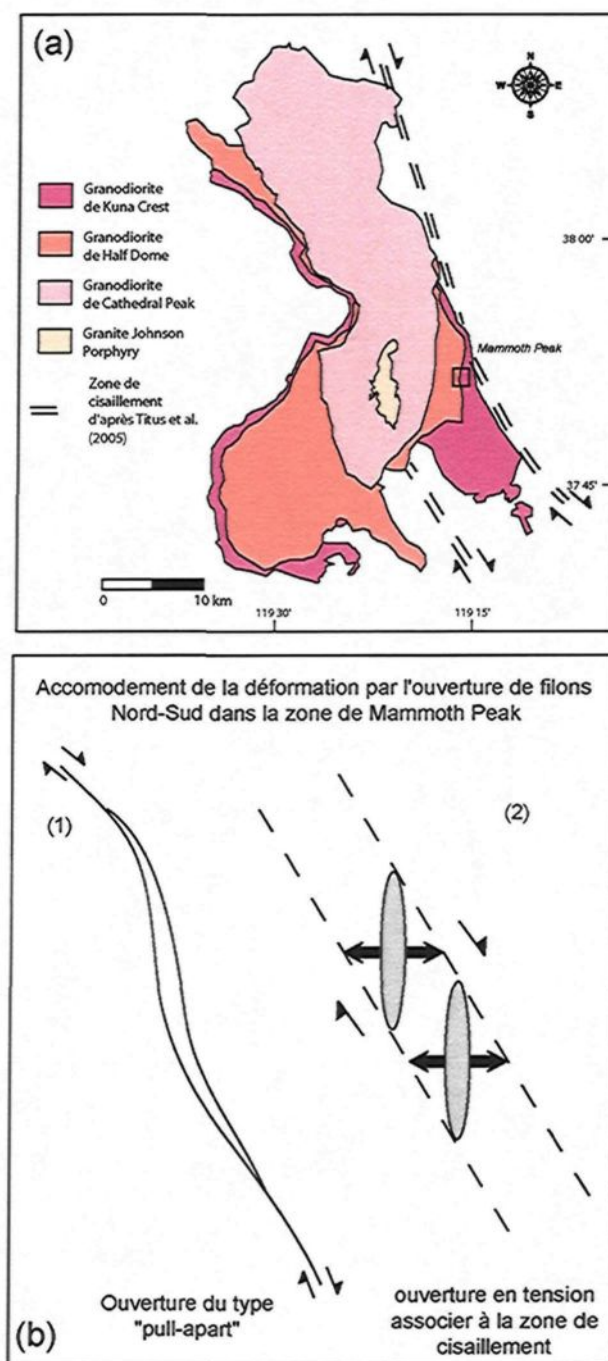 (a)
N
W
E
S
Granodiorite
de Kuna Crest
Granodiorite
de Half Dome
Granodiorite
de Cathedral Peak
Granite Johnson
Porphyry
Zone de
cisaillement
d'après Titus et al.
(2005)
38 00'
Mammoth Peak
37 45'
0
10 km
119 30'
119 15'
Accomodement de la déformation par l'ouverture de filons
Nord-Sud dans la zone de Mammoth Peak
(1)
(2)
Ouverture du type
"pull-apart"
ouverture en tension
associer à la zone de
cisaillement
(b)